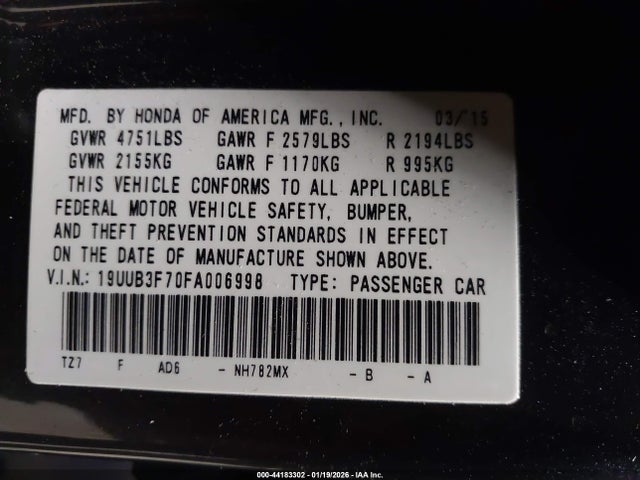 MFD. BY HONDA OF AMERICA MFG., INC. 03/15
GVWR 4751LBS GAWR F 2579LBS R 2194LBS
GVWR 2155KG GAWR F 1170KG R 995KG
THIS VEHICLE CONFORMS TO ALL APPLICABLE
FEDERAL MOTOR VEHICLE SAFETY, BUMPER,
AND THEFT PREVENTION STANDARDS IN EFFECT
ON THE DATE OF MANUFACTURE SHOWN ABOVE.
V.I.N.: 19UUB3F70FA006998 TYPE: PASSENGER CAR
TZ7 F AD6 - NH782MX - B - A
000-44183302 - 01/19/2026 - IAA Inc.